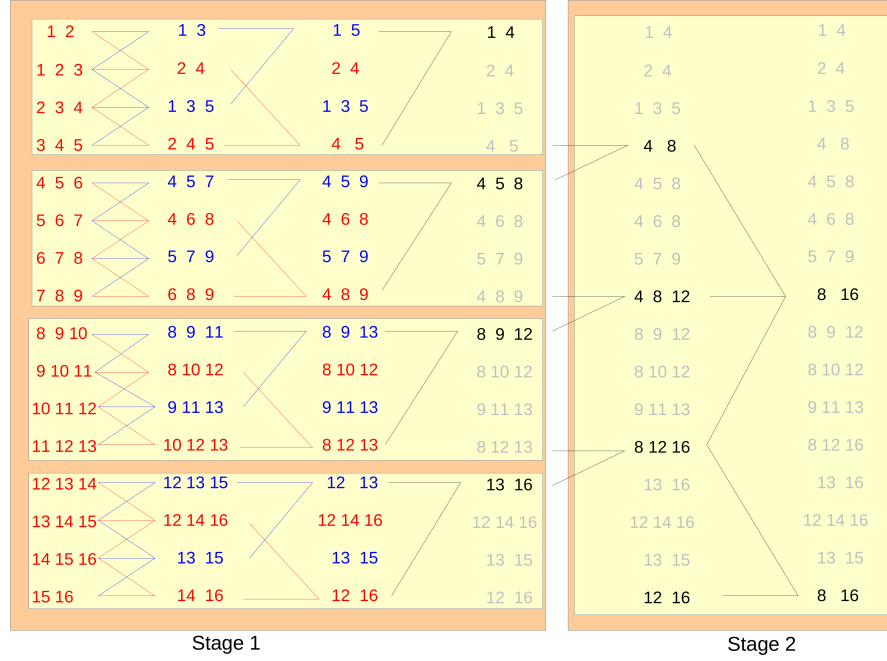 1 2 1 3 1 5 1 4 1 4 1 4
1 2 3 2 4 2 4 2 4 2 4 2 4
2 3 4 1 3 5 1 3 5 1 3 5 1 3 5 1 3 5
3 4 5 2 4 5 4 5 4 5 4 8 4 8
4 5 6 4 5 7 4 5 9 4 5 8 4 5 8 4 5 8
5 6 7 4 6 8 4 6 8 4 6 8 4 6 8 4 6 8
6 7 8 5 7 9 5 7 9 5 7 9 5 7 9 5 7 9
7 8 9 6 8 9 4 8 9 4 8 9 4 8 12 8 16
8 9 10 8 9 11 8 9 13 8 9 12 8 9 12 8 9 12
9 10 11 8 10 12 8 10 12 8 10 12 8 10 12 8 10 12
10 11 12 9 11 13 9 11 13 9 11 13 9 11 13 9 11 13
11 12 13 10 12 13 8 12 13 8 12 13 8 12 16 8 12 16
12 13 14 12 13 15 12 13 13 16 13 16 13 16
13 14 15 12 14 16 12 14 16 12 14 16 12 14 16 12 14 16
14 15 16 13 15 13 15 13 15 13 15 13 15
15 16 14 16 12 16 12 16 12 16 8 16
Stage 1 Stage 2